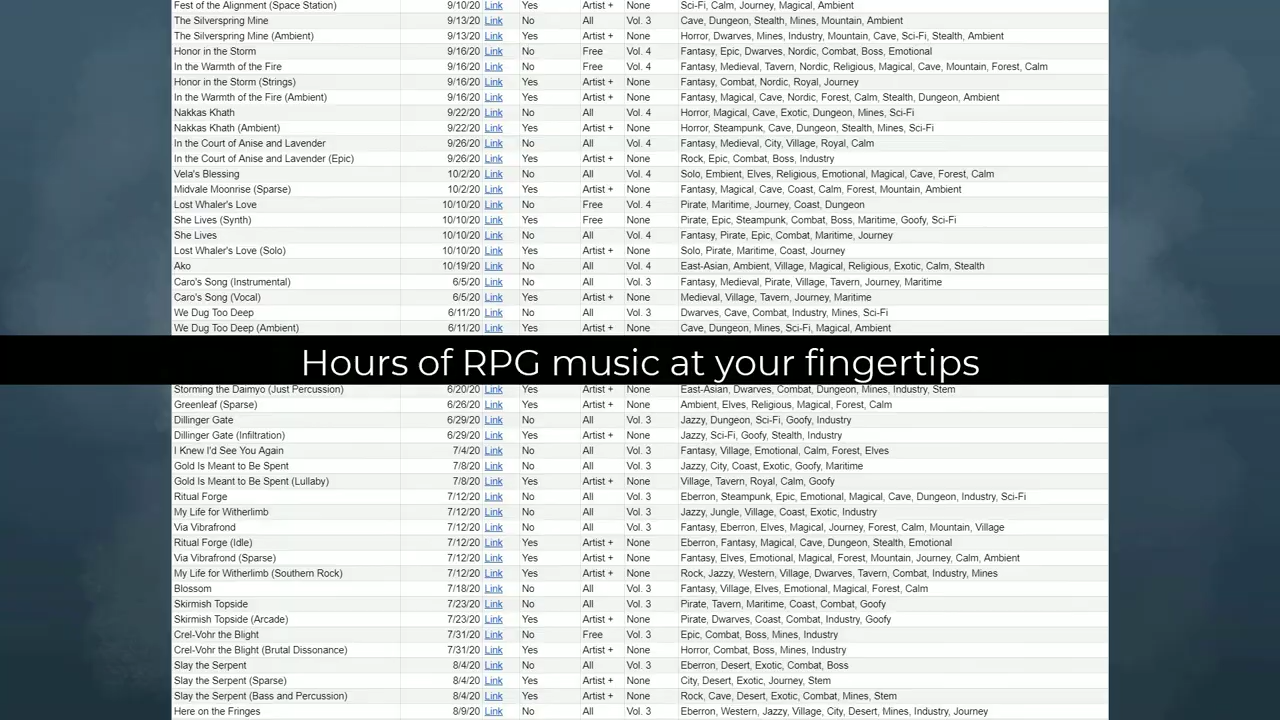 Fest of the Alignment (Space Station) 9/10/20 Link Yes Artist + None Sci-Fi, Calm, Journey, Magical, Ambient
The Silverspring Mine 9/13/20 Link No All Vol. 3 Cave, Dungeon, Stealth, Mines, Mountain, Ambient
The Silverspring Mine (Ambient) 9/13/20 Link Yes Artist + None Horror, Dwarves, Mines, Industry, Mountain, Cave, Sci-Fi, Stealth, Ambient
Honor in the Storm 9/16/20 Link No Free Vol. 4 Fantasy, Epic, Dwarves, Nordic, Combat, Boss, Emotional
In the Warmth of the Fire 9/16/20 Link No Free Vol. 4 Fantasy, Medieval, Tavern, Nordic, Religious, Magical, Cave, Mountain, Forest, Calm
Honor in the Storm (Strings) 9/16/20 Link Yes Artist + None Fantasy, Combat, Nordic, Royal, Journey
In the Warmth of the Fire (Ambient) 9/16/20 Link Yes Artist + None Fantasy, Magical, Cave, Nordic, Forest, Calm, Stealth, Dungeon, Ambient
Nakkas Khath 9/22/20 Link No All Vol. 4 Horror, Magical, Cave, Exotic, Dungeon, Mines, Sci-Fi
Nakkas Khath (Ambient) 9/22/20 Link Yes Artist + None Horror, Steampunk, Cave, Dungeon, Stealth, Mines, Sci-Fi
In the Court of Anise and Lavender 9/26/20 Link No All Vol. 4 Fantasy, Medieval, City, Village, Royal, Calm
In the Court of Anise and Lavender (Epic) 9/26/20 Link Yes Artist + None Rock, Epic, Combat, Boss, Industry
Vela's Blessing 10/2/20 Link No All Vol. 4 Solo, Embient, Elves, Religious, Emotional, Magical, Cave, Forest, Calm
Midvale Moonrise (Sparse) 10/2/20 Link Yes Artist + None Fantasy, Magical, Cave, Coast, Calm, Forest, Mountain, Ambient
Lost Whaler's Love 10/10/20 Link No Free Vol. 4 Pirate, Maritime, Journey, Coast, Dungeon
She Lives (Synth) 10/10/20 Link Yes Free None Pirate, Epic, Steampunk, Combat, Boss, Maritime, Goofy, Sci-Fi
She Lives 10/10/20 Link No All Vol. 4 Fantasy, Pirate, Epic, Combat, Maritime, Journey
Lost Whaler's Love (Solo) 10/10/20 Link Yes Artist + None Solo, Pirate, Maritime, Coast, Journey
Ako 10/19/20 Link No All Vol. 4 East-Asian, Ambient, Village, Magical, Religious, Exotic, Calm, Stealth
Caro's Song (Instrumental) 6/5/20 Link No All Vol. 3 Fantasy, Medieval, Pirate, Village, Tavern, Journey, Maritime
Caro's Song (Vocal) 6/5/20 Link Yes Artist + None Medieval, Village, Tavern, Journey, Maritime
We Dug Too Deep 6/11/20 Link No All Vol. 3 Dwarves, Cave, Combat, Industry, Mines, Sci-Fi
We Dug Too Deep (Ambient) 6/11/20 Link Yes Artist + None Cave, Dungeon, Mines, Sci-Fi, Magical, Ambient
Hours of RPG music at your fingertips
Storming the Daimyo (Just Percussion) 6/20/20 Link Yes Artist + None East-Asian, Dwarves, Combat, Dungeon, Mines, Industry, Stem
Greenleaf (Sparse) 6/26/20 Link Yes Artist + None Ambient, Elves, Religious, Magical, Forest, Calm
Dillinger Gate 6/29/20 Link No All Vol. 3 Jazzy, Dungeon, Sci-Fi, Goofy, Industry
Dillinger Gate (Infiltration) 6/29/20 Link Yes Artist + None Jazzy, Sci-Fi, Goofy, Stealth, Industry
I Knew I'd See You Again 7/4/20 Link No All Vol. 3 Fantasy, Village, Emotional, Calm, Forest, Elves
Gold Is Meant to Be Spent 7/8/20 Link No All Vol. 3 Jazzy, City, Coast, Exotic, Goofy, Maritime
Gold Is Meant to Be Spent (Lullaby) 7/8/20 Link Yes Artist + None Village, Tavern, Royal, Calm, Goofy
Ritual Forge 7/12/20 Link No All Vol. 3 Eberron, Steampunk, Epic, Emotional, Magical, Cave, Dungeon, Industry, Sci-Fi
My Life for Witherlimb 7/12/20 Link No All Vol. 3 Jazzy, Jungle, Village, Coast, Exotic, Industry
Via Vibrafrond 7/12/20 Link No All Vol. 3 Fantasy, Eberron, Elves, Magical, Journey, Forest, Calm, Mountain, Village
Ritual Forge (Idle) 7/12/20 Link Yes Artist + None Eberron, Fantasy, Magical, Cave, Dungeon, Stealth, Emotional
Via Vibrafrond (Sparse) 7/12/20 Link Yes Artist + None Fantasy, Elves, Emotional, Magical, Forest, Mountain, Journey, Calm, Ambient
My Life for Witherlimb (Southern Rock) 7/12/20 Link Yes Artist + None Rock, Jazzy, Western, Village, Dwarves, Tavern, Combat, Industry, Mines
Blossom 7/18/20 Link No All Vol. 3 Fantasy, Village, Elves, Emotional, Magical, Forest, Calm
Skirmish Topside 7/23/20 Link No All Vol. 3 Pirate, Tavern, Maritime, Coast, Combat, Goofy
Skirmish Topside (Arcade) 7/23/20 Link Yes Artist + None Pirate, Dwarves, Coast, Combat, Industry, Goofy
Crel-Vohr the Blight 7/31/20 Link No Free Vol. 3 Epic, Combat, Boss, Mines, Industry
Crel-Vohr the Blight (Brutal Dissonance) 7/31/20 Link Yes Artist + None Horror, Combat, Boss, Mines, Industry
Slay the Serpent 8/4/20 Link No All Vol. 3 Eberron, Desert, Exotic, Combat, Boss
Slay the Serpent (Sparse) 8/4/20 Link Yes Artist + None City, Desert, Exotic, Journey, Stem
Slay the Serpent (Bass and Percussion) 8/4/20 Link Yes Artist + None Rock, Cave, Desert, Exotic, Combat, Mines, Stem
Here on the Fringes 8/9/20 Link No All Vol. 3 Eberron, Western, Jazzy, Village, City, Desert, Mines, Industry, Journey